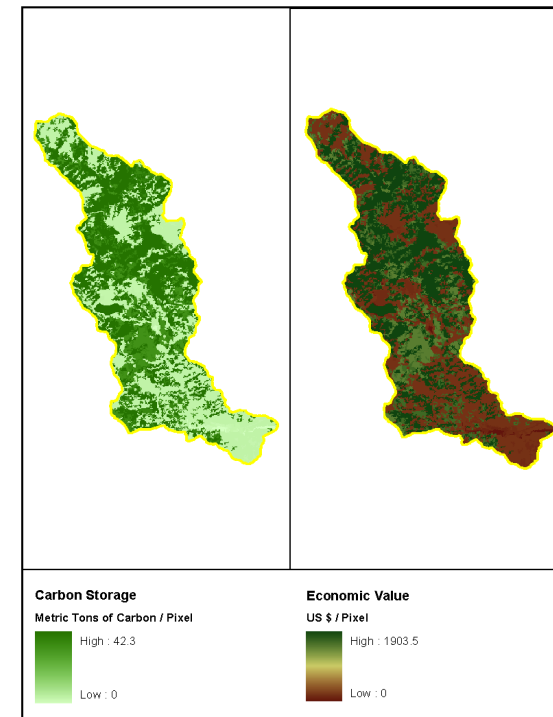 Carbon Storage
Metric Tons of Carbon / Pixel
High : 42.3
Low : 0
Economic Value
US $ / Pixel
High : 1903.5
Low : 0